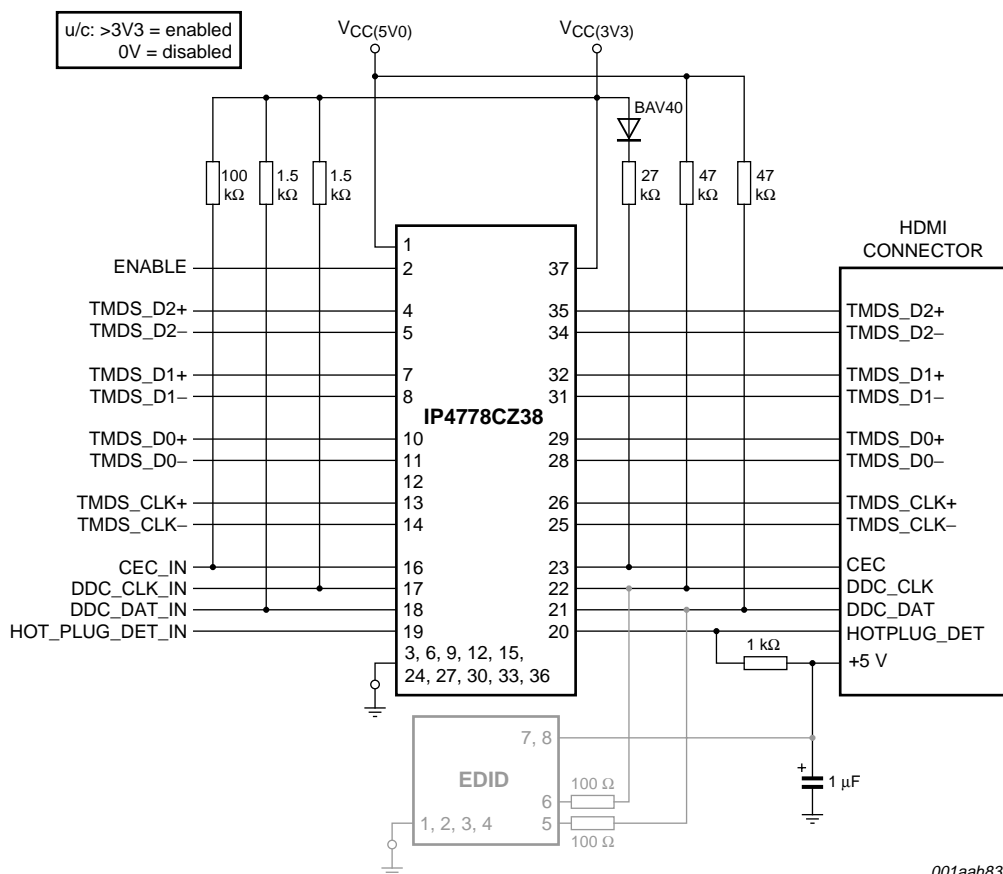 u/c: >3V3 = enabled
0V = disabled
VCC(5V0)
VCC(3V3)
BAV40
100 kΩ
1.5 kΩ
1.5 kΩ
27 kΩ
47 kΩ
47 kΩ
HDMI
CONNECTOR
1
ENABLE 2 37
TMDS_D2+ 4 35 TMDS_D2+
TMDS_D2− 5 34 TMDS_D2−
TMDS_D1+ 7 32 TMDS_D1+
TMDS_D1− 8 31 TMDS_D1−
IP4778CZ38
TMDS_D0+ 10 29 TMDS_D0+
TMDS_D0− 11 28 TMDS_D0−
12
TMDS_CLK+ 13 26 TMDS_CLK+
TMDS_CLK− 14 25 TMDS_CLK−
CEC_IN 16 23 CEC
DDC_CLK_IN 17 22 DDC_CLK
DDC_DAT_IN 18 21 DDC_DAT
HOT_PLUG_DET_IN 19 20 HOTPLUG_DET
3, 6, 9, 12, 15,
24, 27, 30, 33, 36
1 kΩ
+5 V
7, 8
EDID
100 Ω
6
5
1, 2, 3, 4
100 Ω
+
1 μF
001aab83